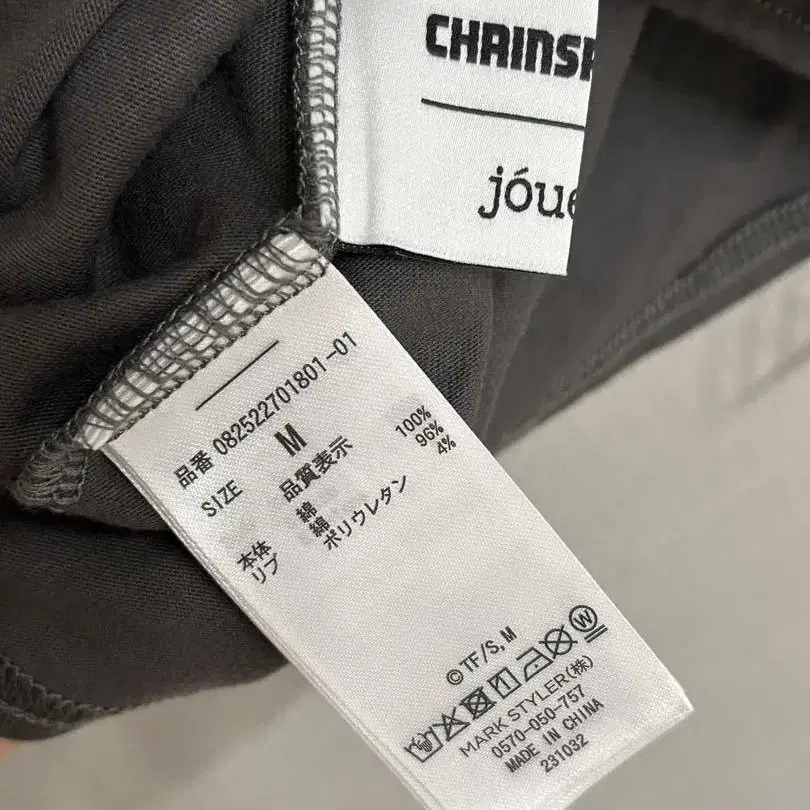 CHAINS
jóue
品番 082522701801-01
SIZE M
品質表示
本体 綿 100%
リブ 綿 96%
ポリウレタン 4%
©TF/S, M
MARK STYLER(株)
0570-050-757
MADE IN CHINA
231032